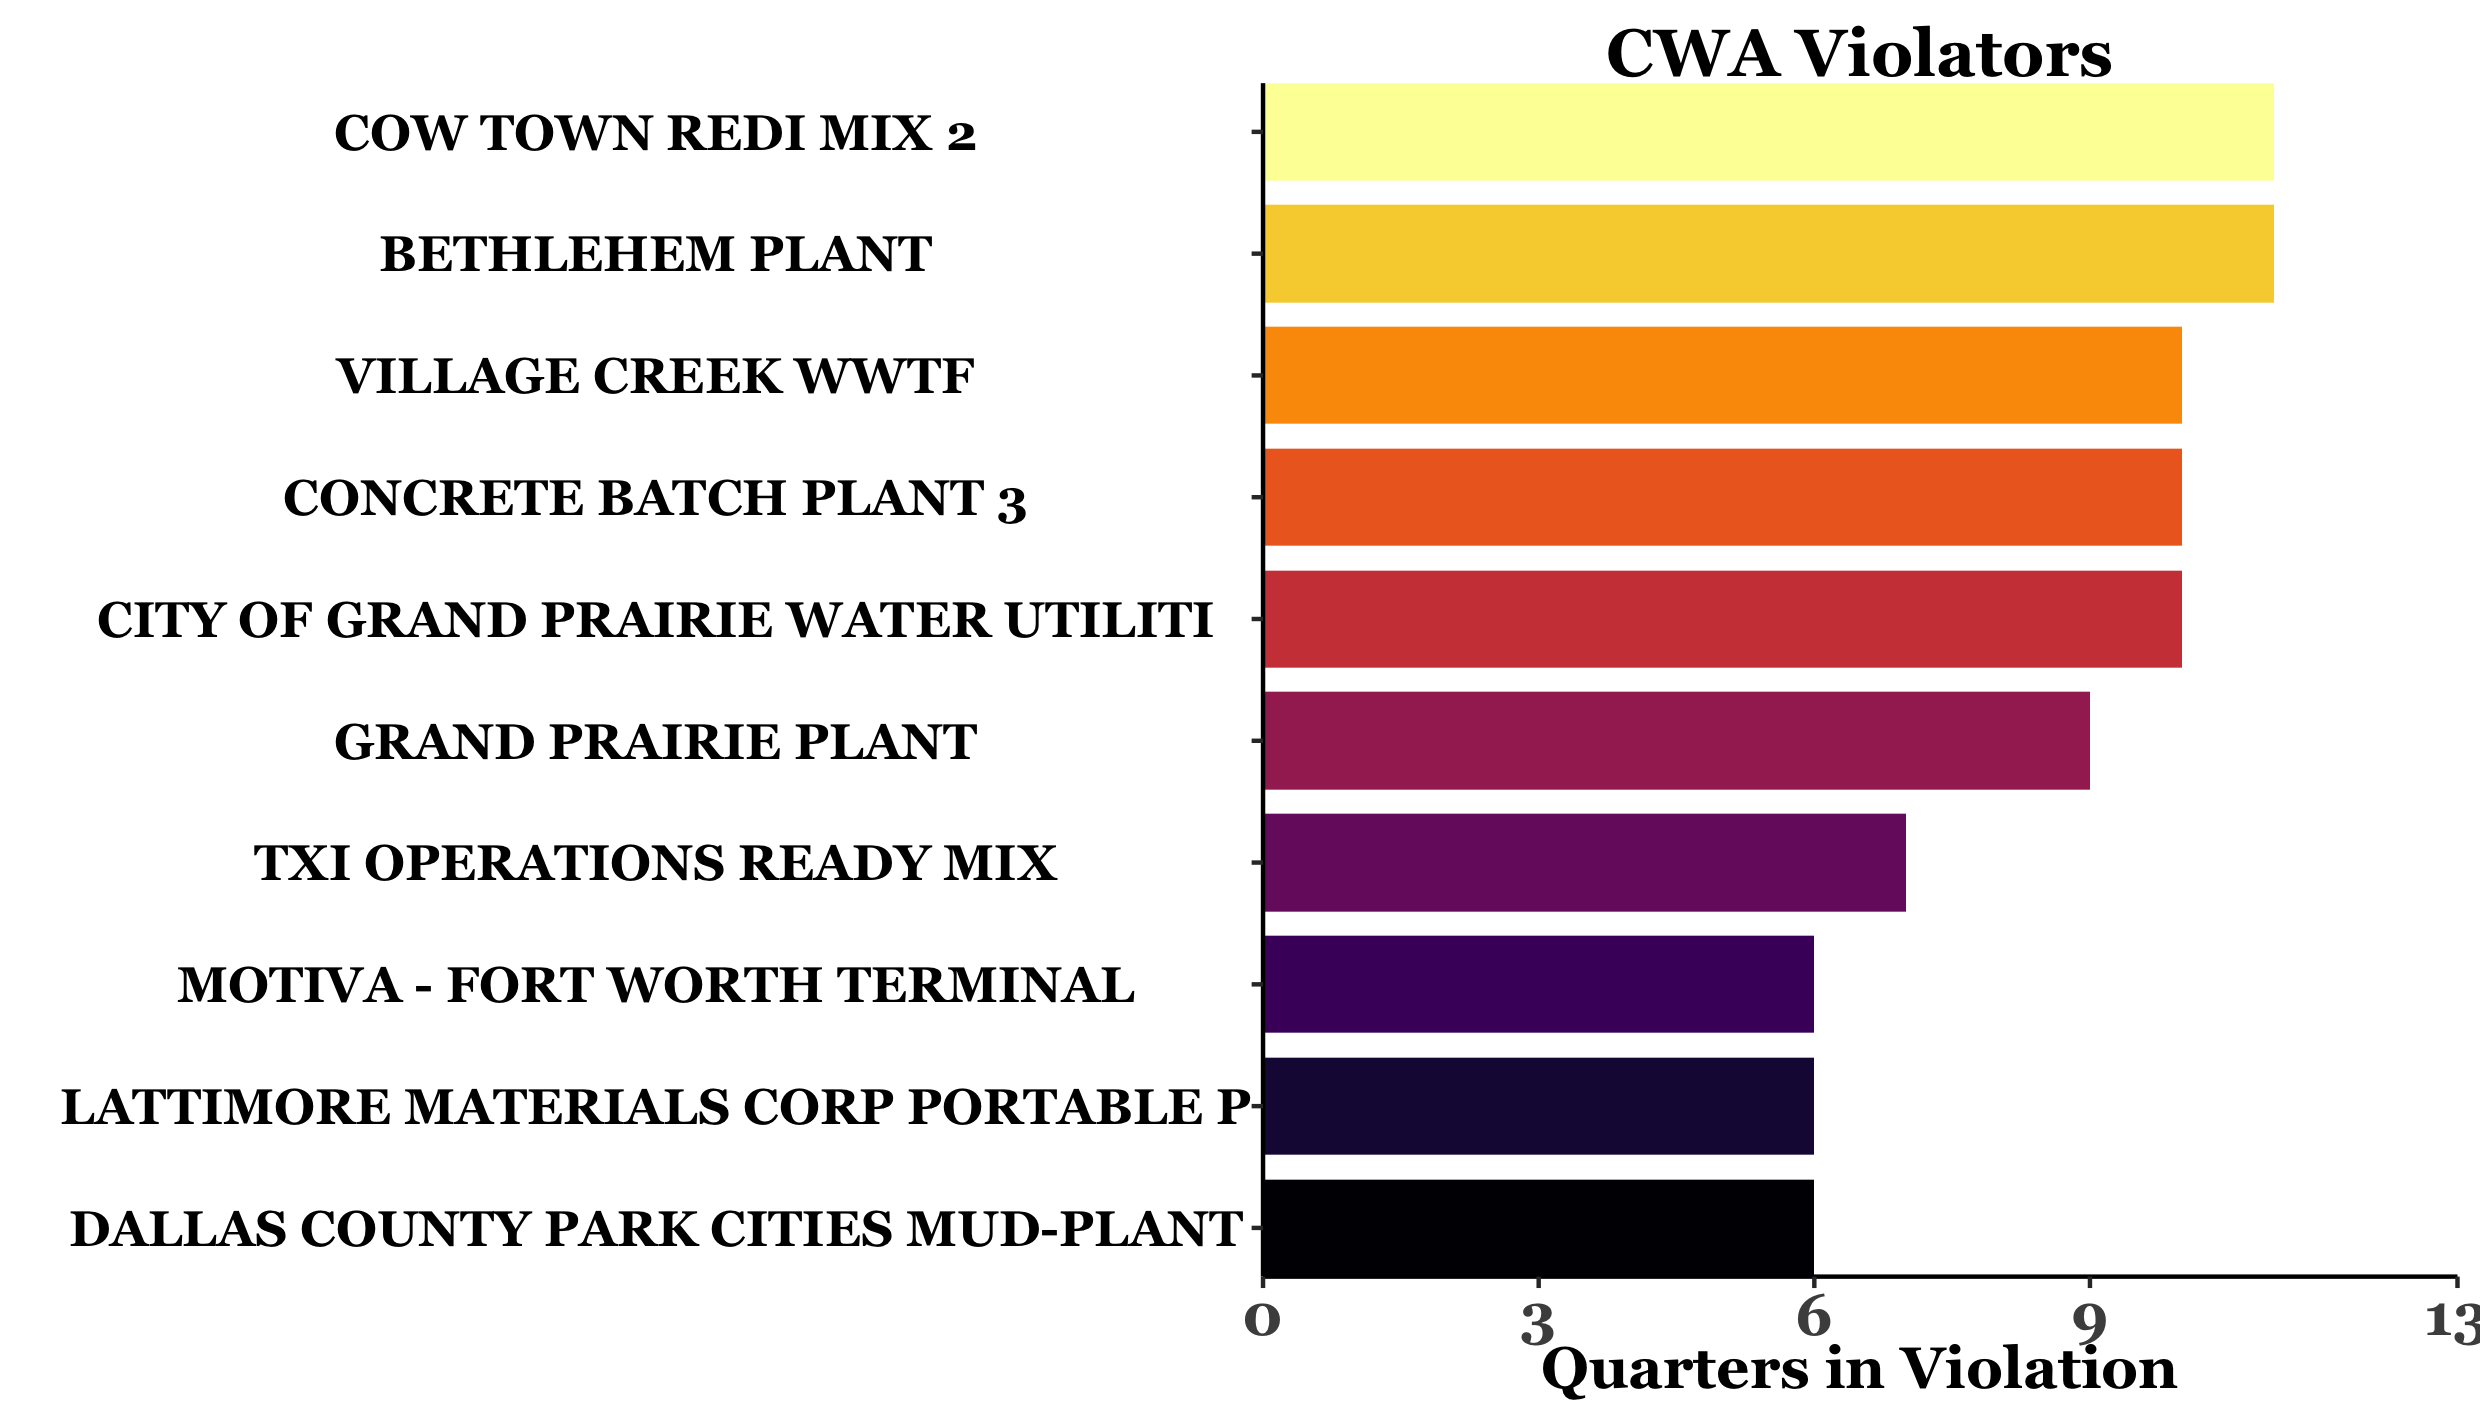 CWA Violators
COW TOWN REDI MIX 2
BETHLEHEM PLANT
VILLAGE CREEK WWTF
CONCRETE BATCH PLANT 3
CITY OF GRAND PRAIRIE WATER UTILITI
GRAND PRAIRIE PLANT
TXI OPERATIONS READY MIX
MOTIVA - FORT WORTH TERMINAL
LATTIMORE MATERIALS CORP PORTABLE P
DALLAS COUNTY PARK CITIES MUD-PLANT
0 3 6 9 13
Quarters in Violation